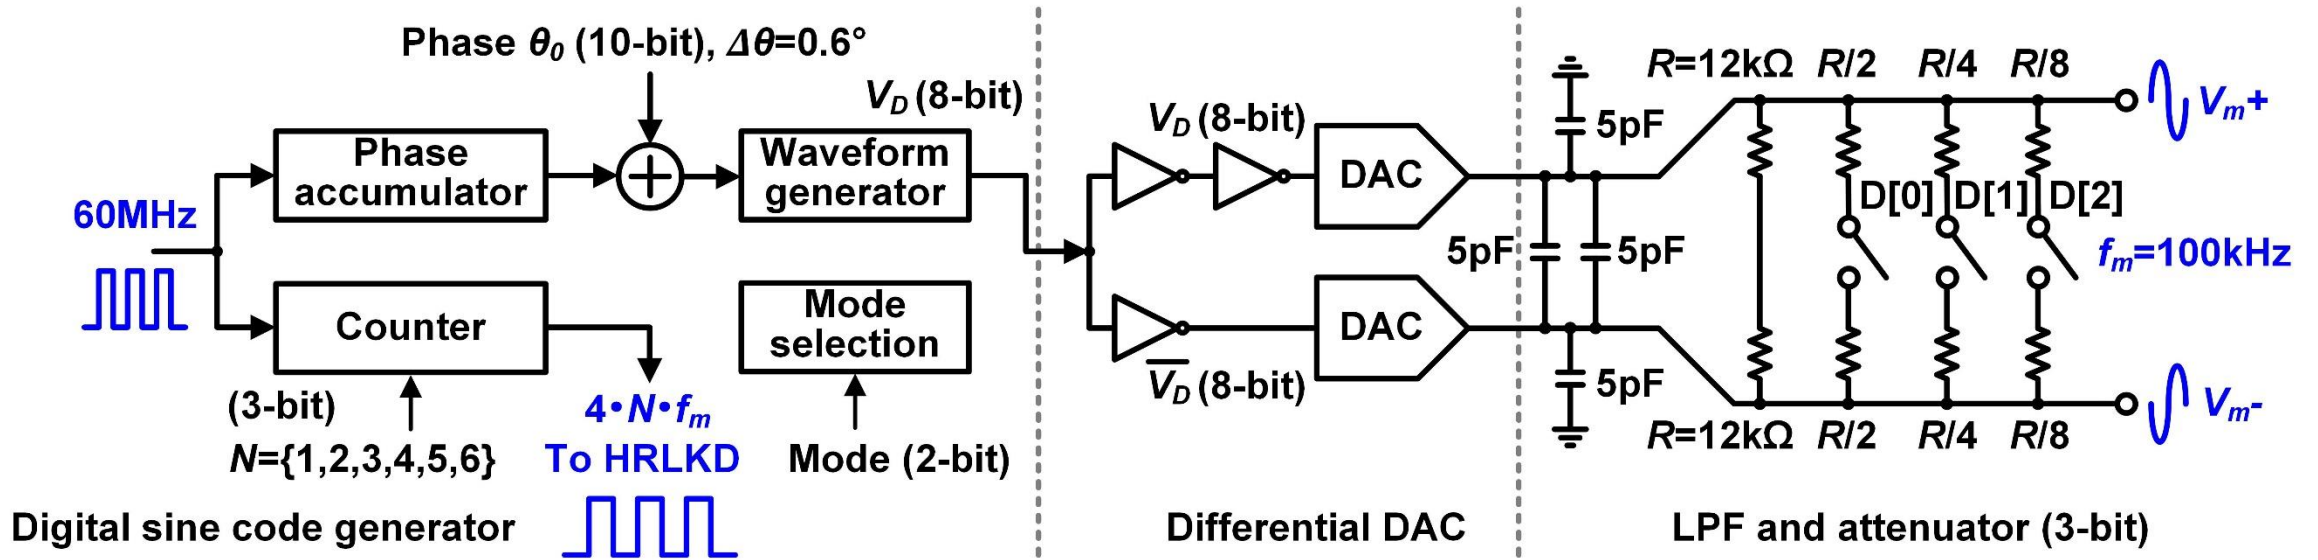 Phase θ0 (10-bit), Δθ=0.6°
VD (8-bit)
60MHz
Phase
accumulator
Waveform
generator
Counter
Mode
selection
(3-bit)
N={1,2,3,4,5,6}
4•N•fm
To HRLKD
Mode (2-bit)
Digital sine code generator
VD (8-bit)
DAC
DAC
VD (8-bit)
Differential DAC
5pF
5pF
5pF
5pF
R=12kΩ R/2 R/4 R/8
Vm+
D[0] D[1] D[2]
fm=100kHz
Vm-
R=12kΩ R/2 R/4 R/8
LPF and attenuator (3-bit)